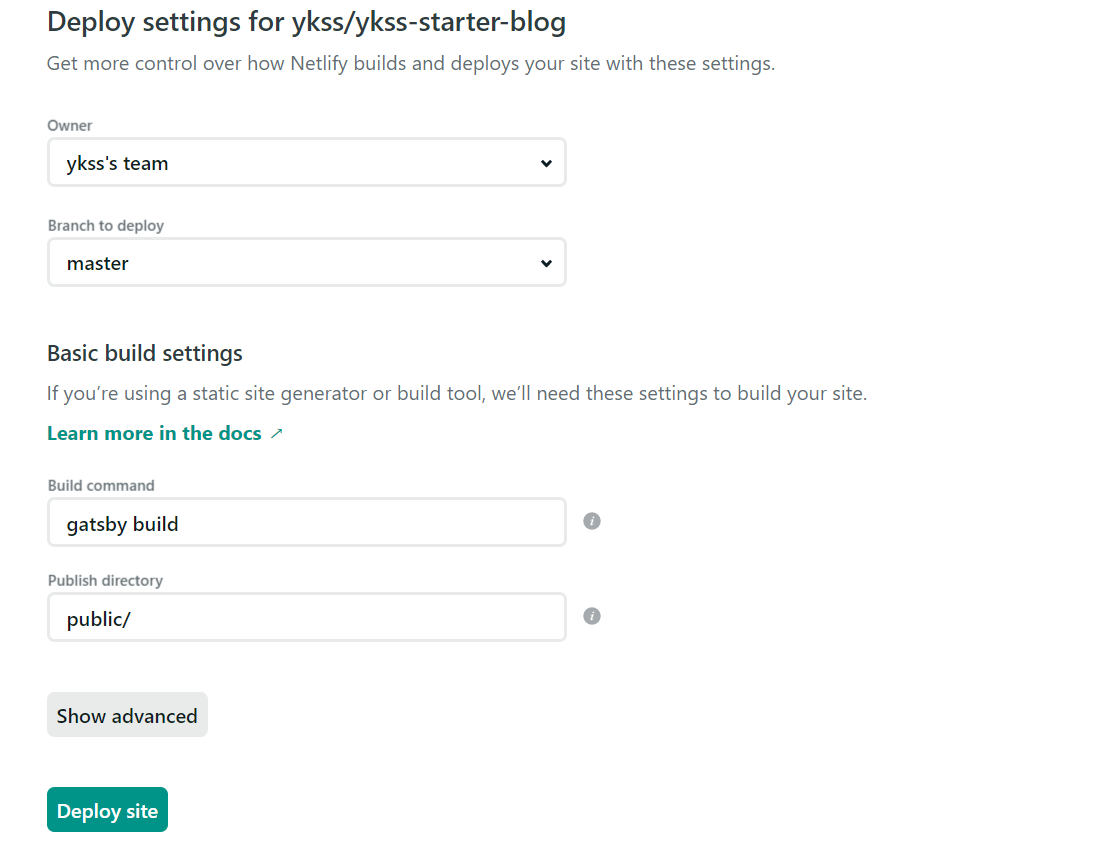 Deploy settings for ykss/ykss-starter-blog
Get more control over how Netlify builds and deploys your site with these settings.
Owner
ykss's team
Branch to deploy
master
Basic build settings
If you’re using a static site generator or build tool, we’ll need these settings to build your site.
Learn more in the docs ↗
Build command
gatsby build
i
Publish directory
public/
i
Show advanced
Deploy site